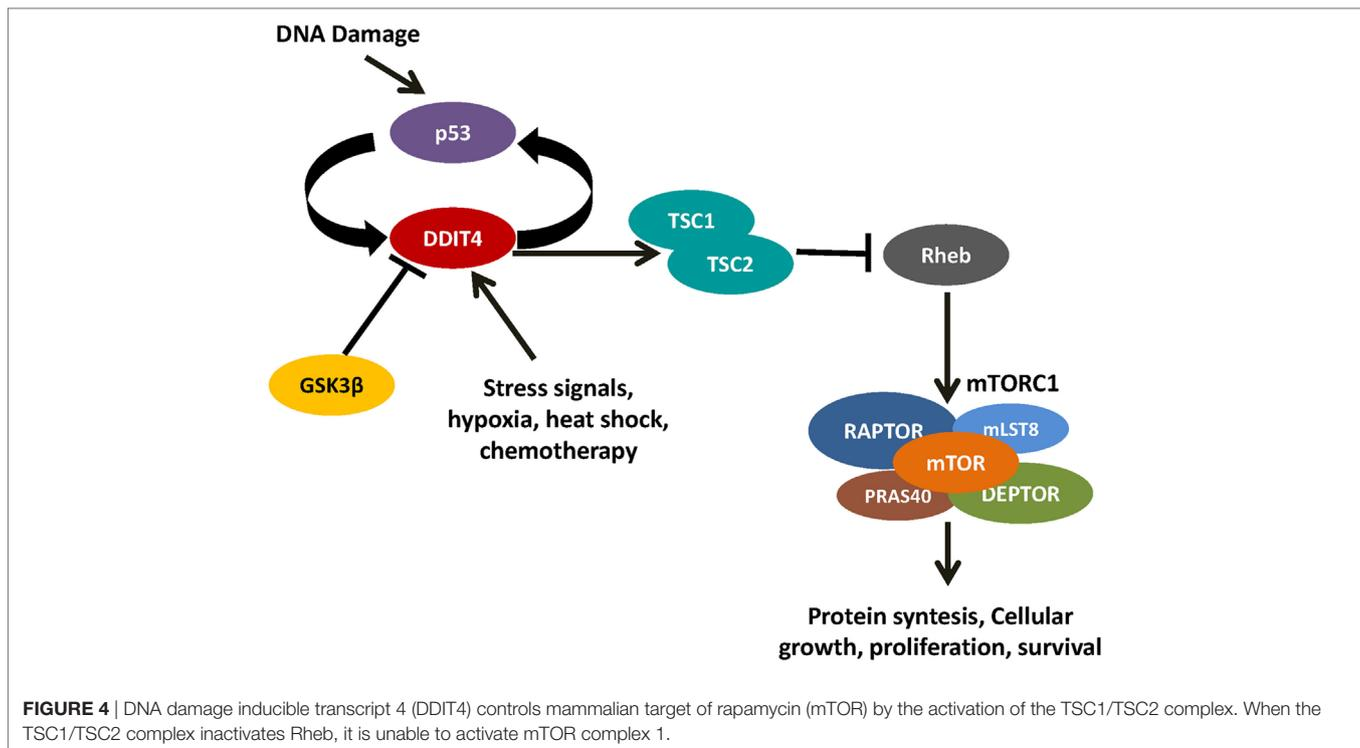 DNA Damage
p53
DDIT4
TSC1
TSC2
Rheb
GSK3β
Stress signals,
hypoxia, heat shock,
chemotherapy
mTORC1
RAPTOR
mLST8
mTOR
PRAS40
DEPTOR
Protein syntesis, Cellular
growth, proliferation, survival
FIGURE 4 | DNA damage inducible transcript 4 (DDIT4) controls mammalian target of rapamycin (mTOR) by the activation of the TSC1/TSC2 complex. When the
TSC1/TSC2 complex inactivates Rheb, it is unable to activate mTOR complex 1.